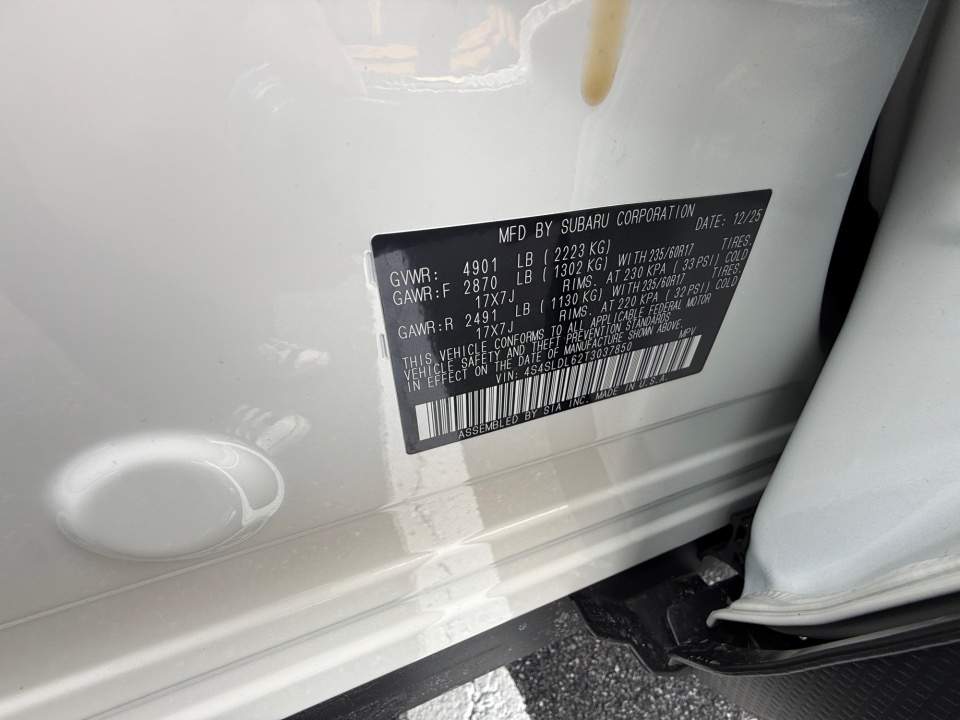 MFD BY SUBARU CORPORATION DATE: 12/25
GVWR: 4901 LB ( 2223 KG)
GAWR:F 2870 LB ( 1302 KG) WITH 235/60R17 TIRES.
17X7J RIMS. AT 230 KPA ( 33 PSI) COLD
GAWR:R 2491 LB ( 1130 KG) WITH 235/60R17 TIRES.
17X7J RIMS. AT 220 KPA ( 32 PSI) COLD
THIS VEHICLE CONFORMS TO ALL APPLICABLE FEDERAL MOTOR
VEHICLE SAFETY AND THEFT PREVENTION STANDARDS.
IN EFFECT ON THE DATE OF MANUFACTURE SHOWN ABOVE.
VIN: 4S4SLDL62T3037850 MPV
ASSEMBLED BY SIA INC. MADE IN U.S.A.